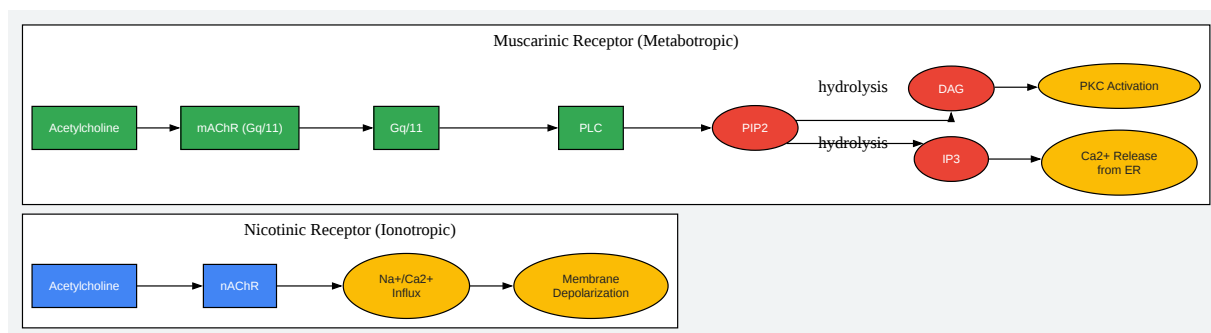 Muscarinic Receptor (Metabotropic)
Acetylcholine
mAChR (Gq/11)
Gq/11
PLC
PIP2
hydrolysis
hydrolysis
DAG
PKC Activation
IP3
Ca2+ Release
from ER
Nicotinic Receptor (Ionotropic)
Acetylcholine
nAChR
Na+/Ca2+
Influx
Membrane
Depolarization